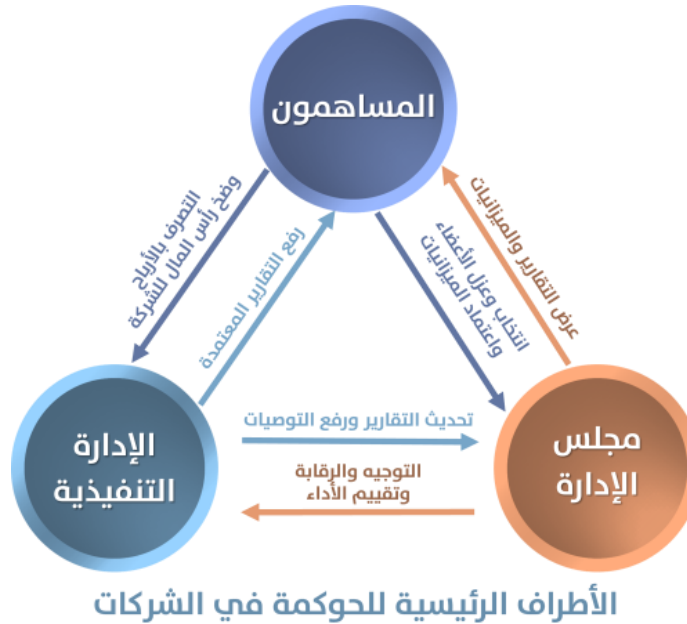 المساهمون
التصرف بالأرباح
وضخ رأس المال للشركة
رفع التقارير المعتمدة
انتخاب وعزل الأعضاء
واعتماد الميزانيات
عرض التقارير والميزانيات
الإدارة
التنفيذية
تحديث التقارير ورفع التوصيات
التوجيه والرقابة
وتقييم الأداء
مجلس
الإدارة
الأطراف الرئيسية للحوكمة في الشركات